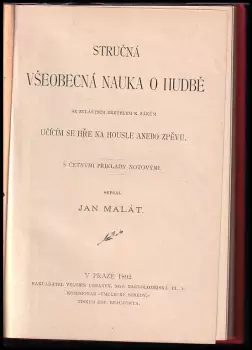 STRUČNÁ
VŠEOBECNÁ NAUKA O HUDBĚ
SE ZVLÁŠTNÍM ZŘETELEM K ŽÁKŮM
UČÍCÍM SE HŘE NA HOUSLE ANEBO ZPĚVU.
S ČETNÝMI PŘÍKLADY NOTOVÝMI.
SEPSAL
JAN MALÁT.
V PRAZE
NAKLADATEL